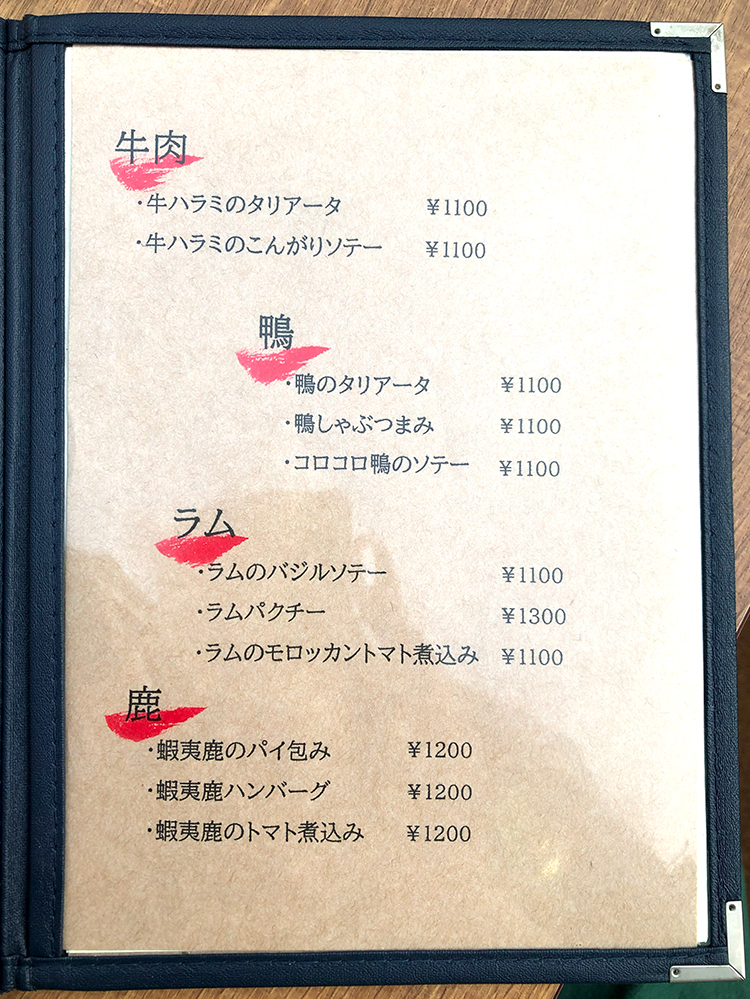 牛肉
・牛ハラミのタリアータ ¥1100
・牛ハラミのこんがりソテー ¥1100
鴨
・鴨のタリアータ ¥1100
・鴨しゃぶつまみ ¥1100
・コロコロ鴨のソテー ¥1100
ラム
・ラムのバジルソテー ¥1100
・ラムパクチー ¥1300
・ラムのモロッカントマト煮込み ¥1100
鹿
・蝦夷鹿のパイ包み ¥1200
・蝦夷鹿ハンバーグ ¥1200
・蝦夷鹿のトマト煮込み ¥1200